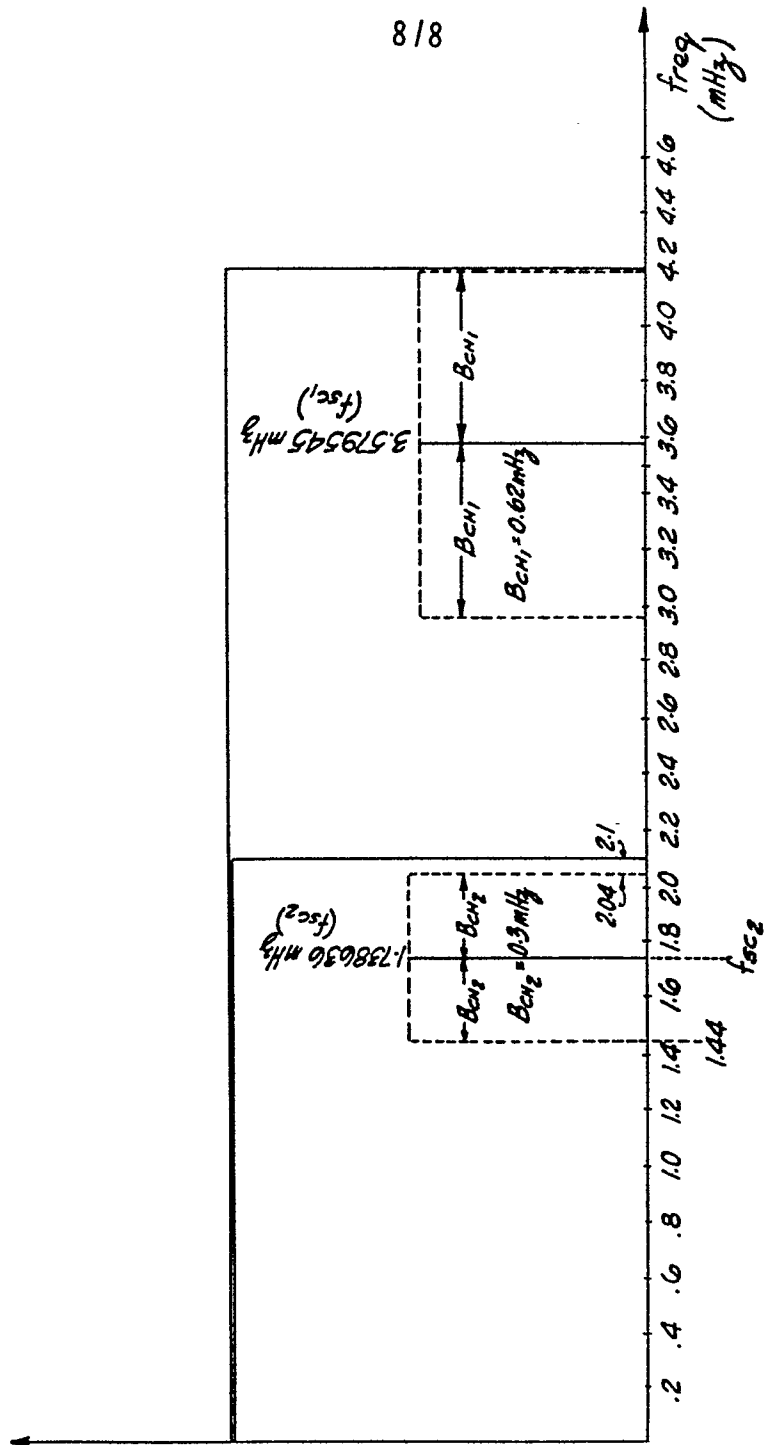 8/8
3.579545 mHz
(fsc₁)
BCH₁
BCH₁
BCH₁ = 0.62 mHz
1.738636 mHz
(fsc₂)
BCH₂
BCH₂
BCH₂ = 0.3 mHz
2.04
2.1
.2 .4 .6 .8 1.0 1.2 1.4 1.6 1.8 2.0 2.2 2.4 2.6 2.8 3.0 3.2 3.4 3.6 3.8 4.0 4.2 4.4 4.6
freq
(mHz)
1.44
fsc₂